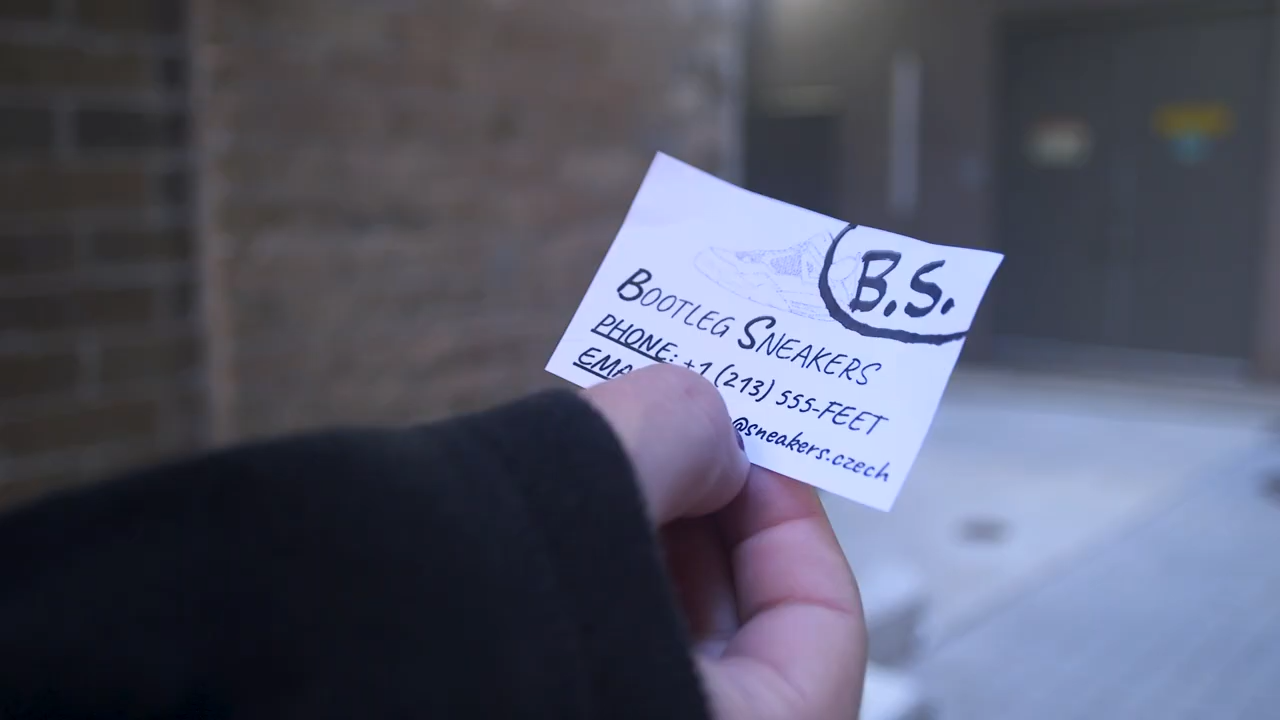 B.S.
BOOTLEG SNEAKERS
PHONE: +1 (213) 555-FEET
@sneakers.czech